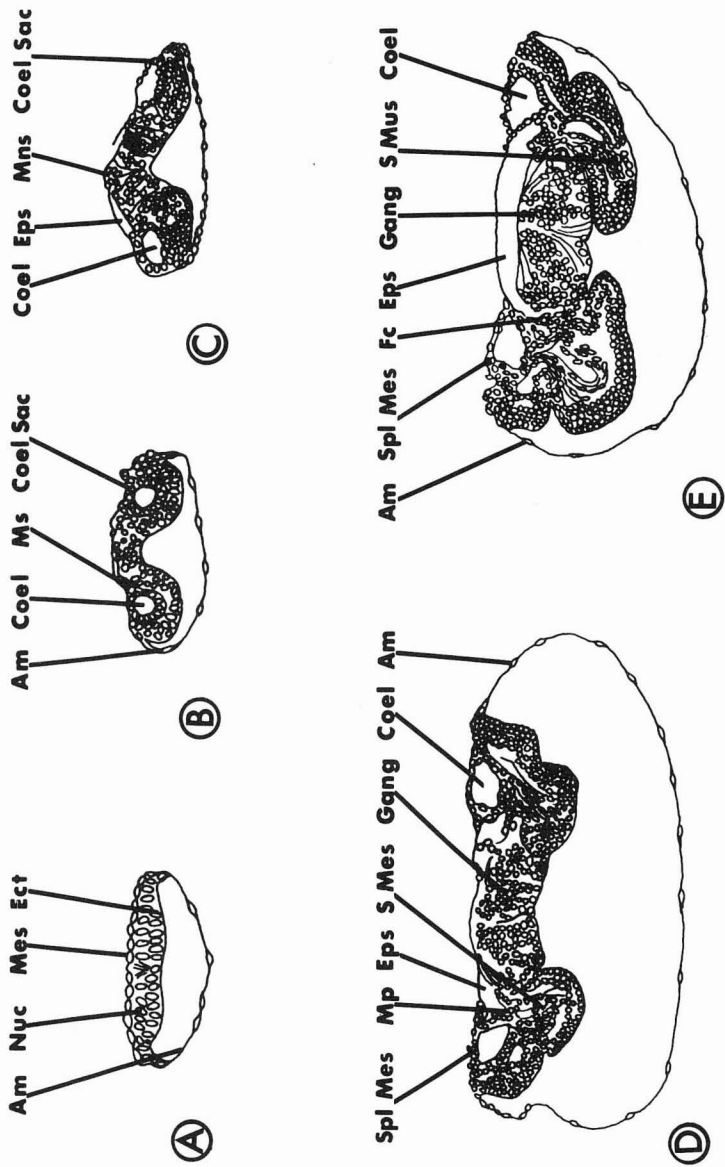 Am Nuc Mes Ect
A
Am Coel Ms Coel Sac
B
Coel Eps Mns Coel Sac
C
Spl Mes Mp Eps S Mes Gang Coel Am
D
Am Spl Mes Fc Eps Gang S Mus Coel
E